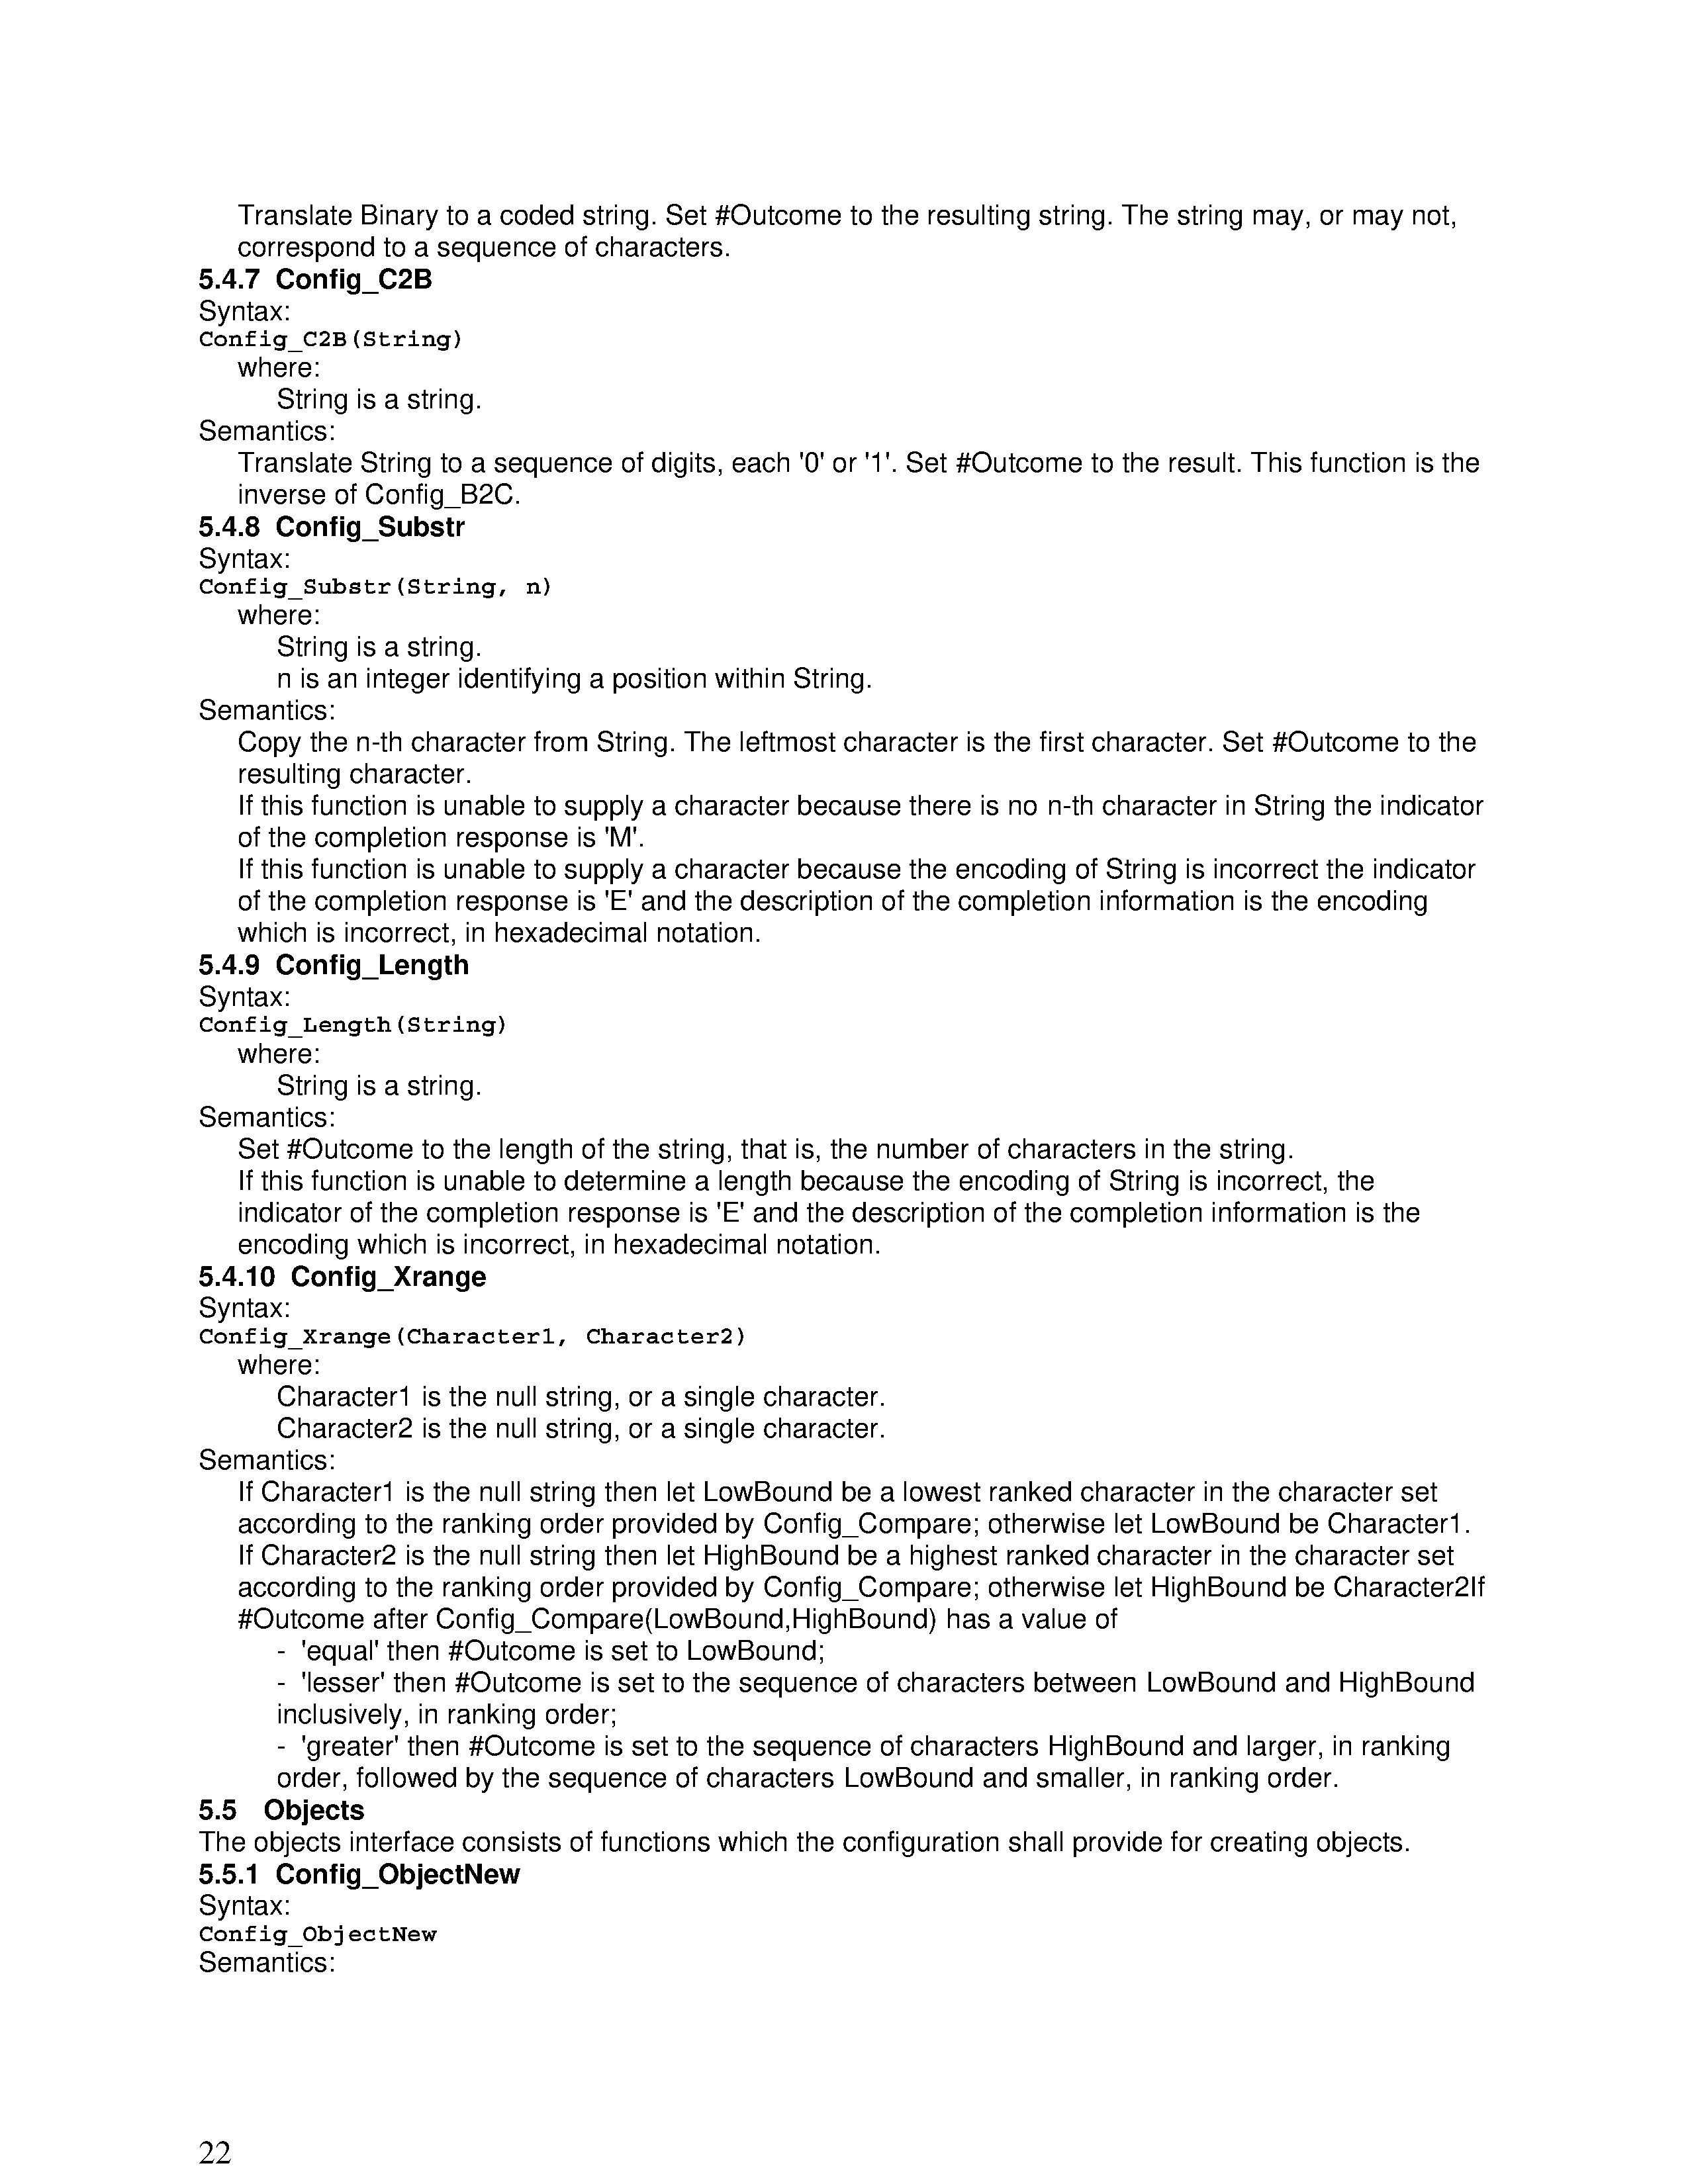 Translate Binary to a coded string. Set #Outcome to the resulting string. The string may, or may not,
correspond to a sequence of characters.
5.4.7 Config_C2B
Syntax:
Config_C2B(String)
where:
String is a string.
Semantics:
Translate String to a sequence of digits, each '0' or '1'. Set #Outcome to the result. This function is the
inverse of Config_B2C.
5.4.8 Config_Substr
Syntax:
Config_Substr(String, n)
where:
String is a string.
n is an integer identifying a position within String.
Semantics:
Copy the n-th character from String. The leftmost character is the first character. Set #Outcome to the
resulting character.
If this function is unable to supply a character because there is no n-th character in String the indicator
of the completion response is 'M'.
If this function is unable to supply a character because the encoding of String is incorrect the indicator
of the completion response is 'E' and the description of the completion information is the encoding
which is incorrect, in hexadecimal notation.
5.4.9 Config_Length
Syntax:
Config_Length(String)
where:
String is a string.
Semantics:
Set #Outcome to the length of the string, that is, the number of characters in the string.
If this function is unable to determine a length because the encoding of String is incorrect, the
indicator of the completion response is 'E' and the description of the completion information is the
encoding which is incorrect, in hexadecimal notation.
5.4.10 Config_Xrange
Syntax:
Config_Xrange(Character1, Character2)
where:
Character1 is the null string, or a single character.
Character2 is the null string, or a single character.
Semantics:
If Character1 is the null string then let LowBound be a lowest ranked character in the character set
according to the ranking order provided by Config_Compare; otherwise let LowBound be Character1.
If Character2 is the null string then let HighBound be a highest ranked character in the character set
according to the ranking order provided by Config_Compare; otherwise let HighBound be Character2If
#Outcome after Config_Compare(LowBound,HighBound) has a value of
- 'equal' then #Outcome is set to LowBound;
- 'lesser' then #Outcome is set to the sequence of characters between LowBound and HighBound
inclusively, in ranking order;
- 'greater' then #Outcome is set to the sequence of characters HighBound and larger, in ranking
order, followed by the sequence of characters LowBound and smaller, in ranking order.
5.5 Objects
The objects interface consists of functions which the configuration shall provide for creating objects.
5.5.1 Config_ObjectNew
Syntax:
Config_ObjectNew
Semantics:
22